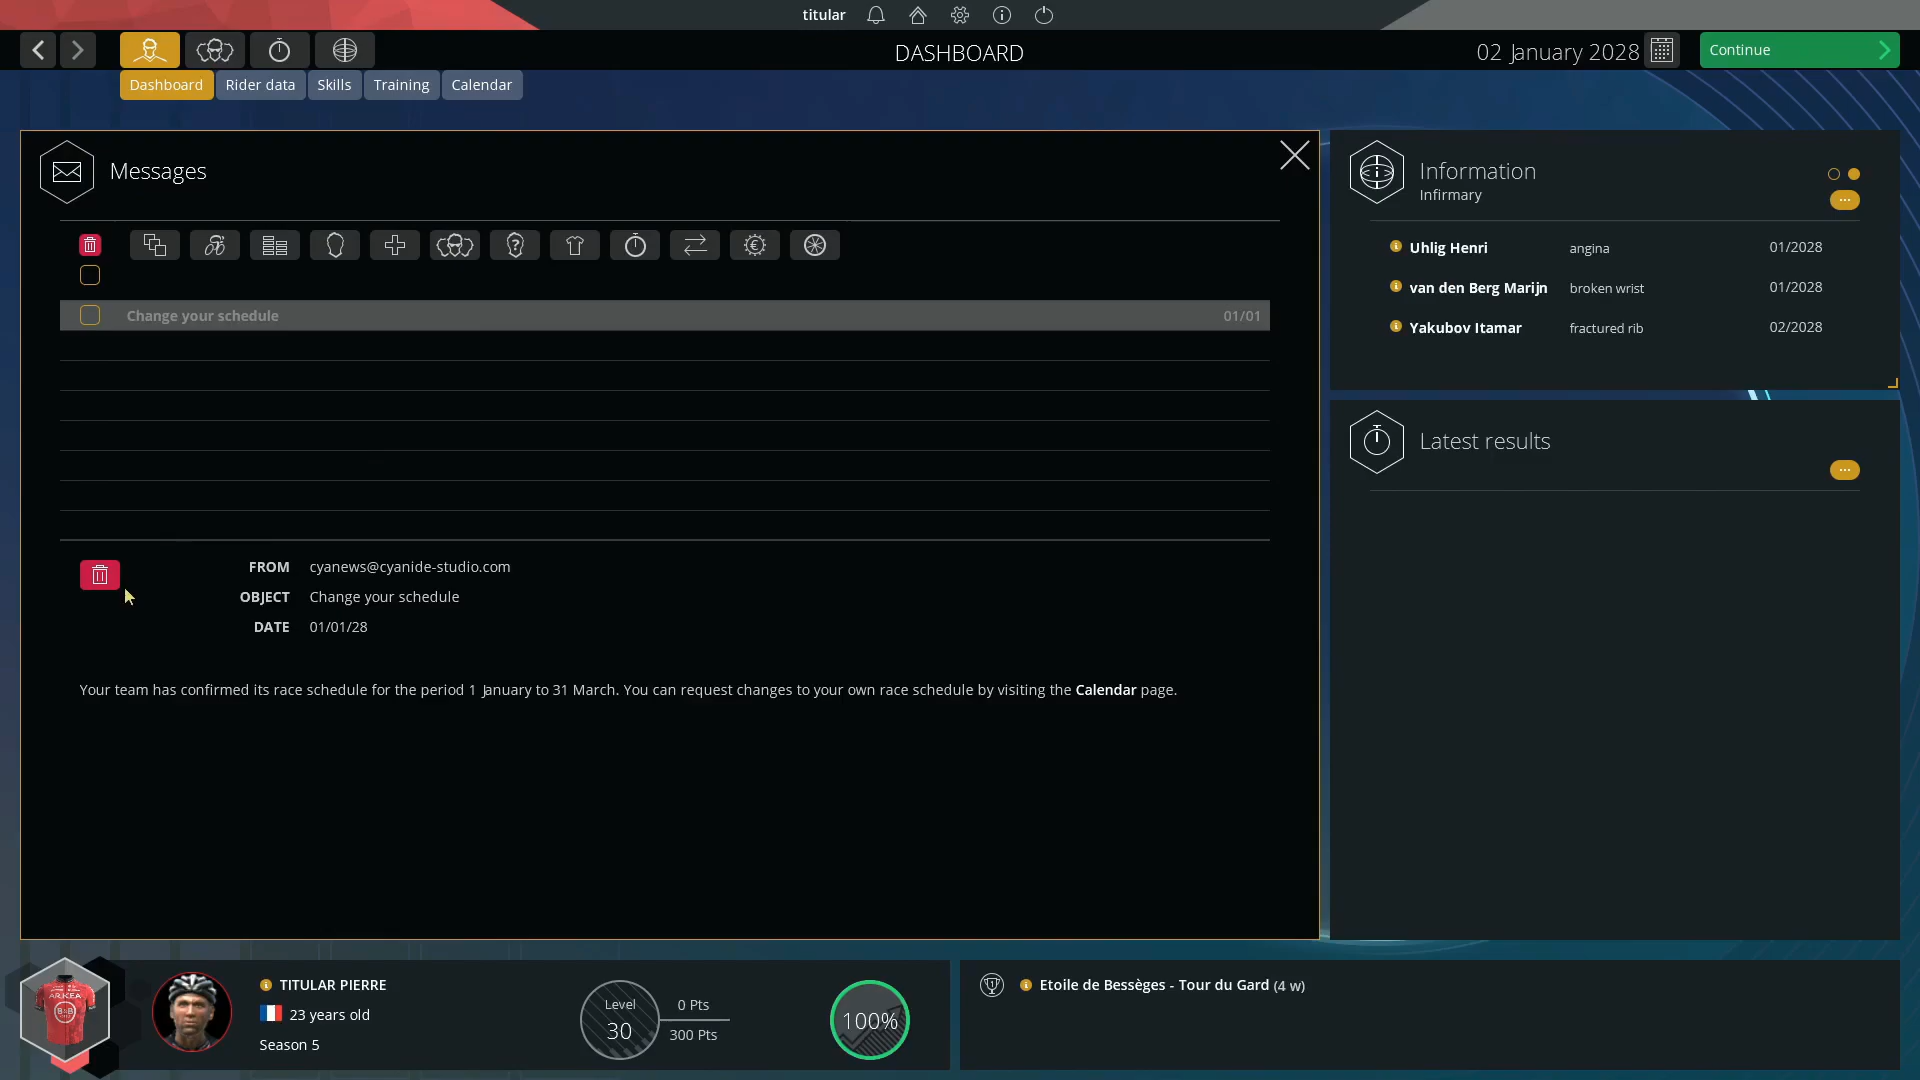 titular
DASHBOARD
02 January 2028
Continue
Dashboard
Rider data
Skills
Training
Calendar
Messages
Change your schedule 01/01
FROM cyanews@cyanide-studio.com
OBJECT Change your schedule
DATE 01/01/28
Your team has confirmed its race schedule for the period 1 January to 31 March. You can request changes to your own race schedule by visiting the Calendar page.
Information
Infirmary
Uhlig Henri angina 01/2028
van den Berg Marijn broken wrist 01/2028
Yakubov Itamar fractured rib 02/2028
Latest results
ARKEA
B&B
TITULAR PIERRE
23 years old
Season 5
Level
30
0 Pts
300 Pts
100%
Etoile de Bessèges - Tour du Gard (4 w)